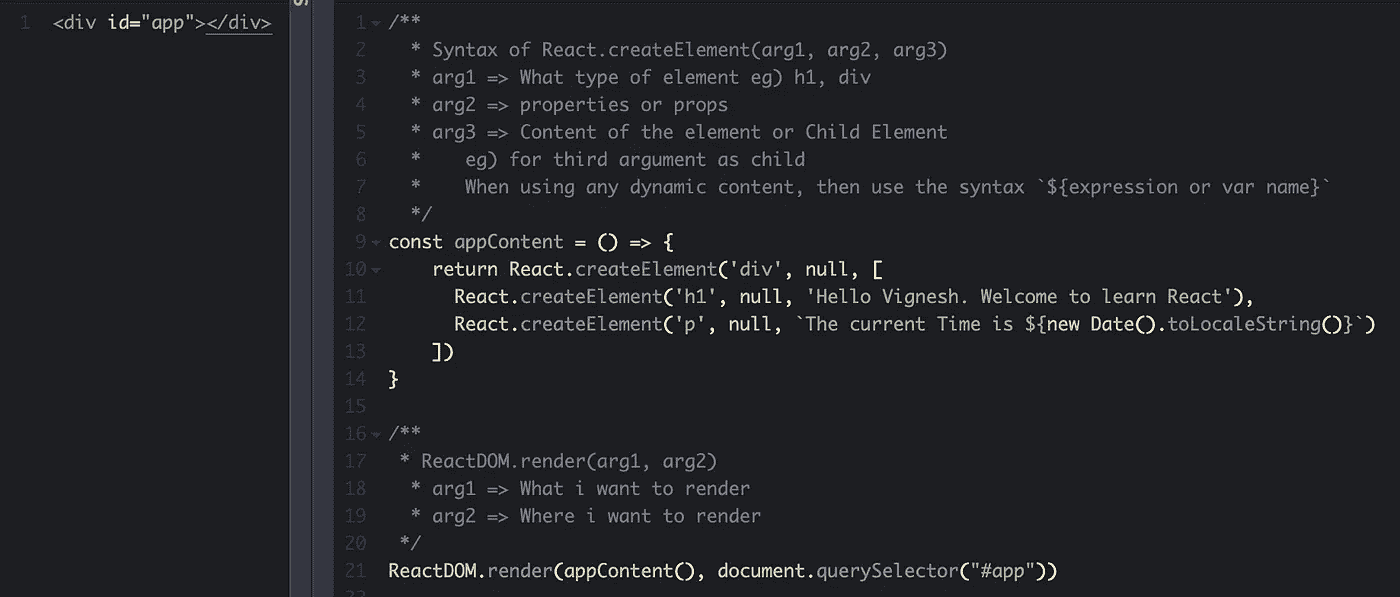 1 <div id="app"></div>
1 /**
2 * Syntax of React.createElement(arg1, arg2, arg3)
3 * arg1 => What type of element eg) h1, div
4 * arg2 => properties or props
5 * arg3 => Content of the element or Child Element
6 * eg) for third argument as child
7 * When using any dynamic content, then use the syntax `${expression or var name}`
8 */
9 const appContent = () => {
10 return React.createElement('div', null, [
11 React.createElement('h1', null, 'Hello Vignesh. Welcome to learn React'),
12 React.createElement('p', null, `The current Time is ${new Date().toLocaleString()}`)
13 ])
14 }
15
16 /**
17 * ReactDOM.render(arg1, arg2)
18 * arg1 => What i want to render
19 * arg2 => Where i want to render
20 */
21 ReactDOM.render(appContent(), document.querySelector("#app"))